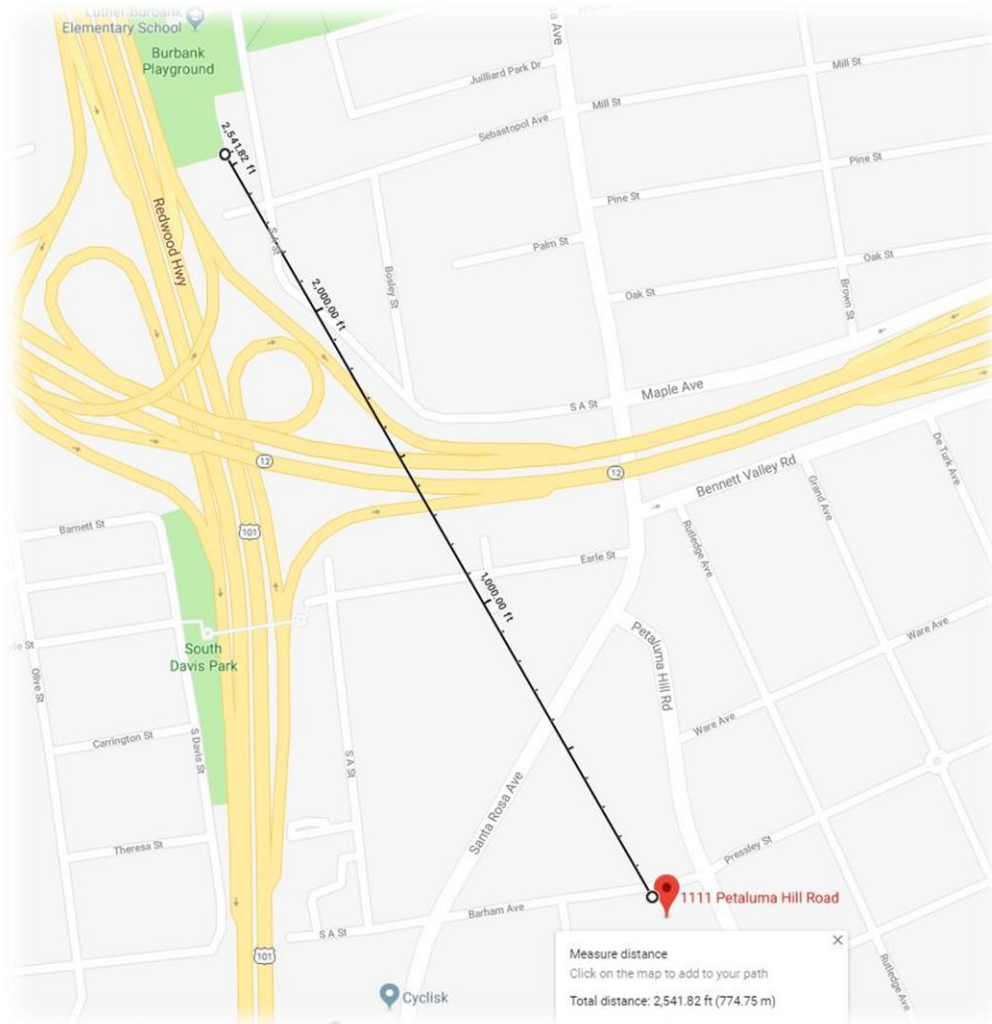 Luther Burbank
Elementary School
Burbank
Playground
ta Ave
Juilliard Park Dr
Mill St
Mill St
Sebastopol Ave
2,541.82 ft
Pine St
Pine St
Redwood Hwy
S A St
Palm St
Bosley St
Oak St
Oak St
Brown St
2,000.00 ft
Maple Ave
S A St
12
12
De Turk Ave
Bennett Valley Rd
Grand Ave
Barnett St
101
Rutledge Ave
Earle St
1,000.00 ft
le St
South
Davis Park
Petaluma Hill Rd
Ware Ave
Olive St
Ware Ave
Carrington St
S Davis St
S A St
Santa Rosa Ave
Theresa St
Pressley St
1111 Petaluma Hill Road
Barham Ave
S A St
101
Rutledge Ave
Cyclisk
Measure distance
Click on the map to add to your path
Total distance: 2,541.82 ft (774.75 m)